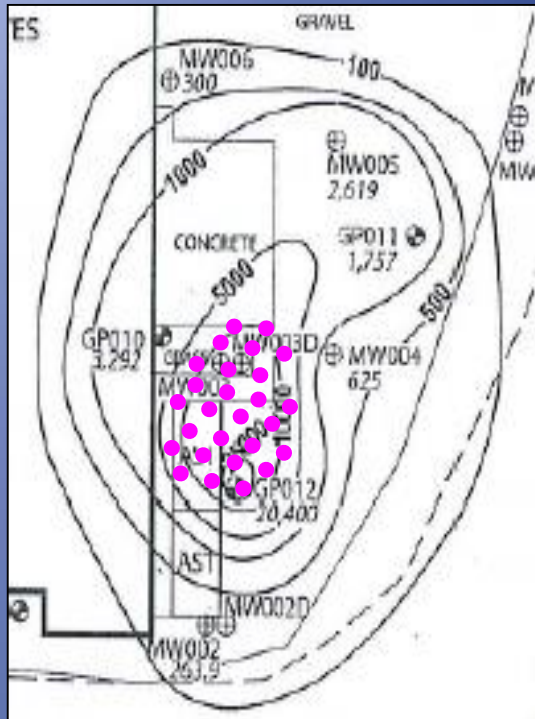 ES
GRAVEL
MW006
300
100
M
MW
1000
MW005
2,619
GP011
1,757
CONCRETE
5000
500
GP010
3,292
MW003D
MW004
625
GP012
20,400
AST
MW002D
MW002
263.9